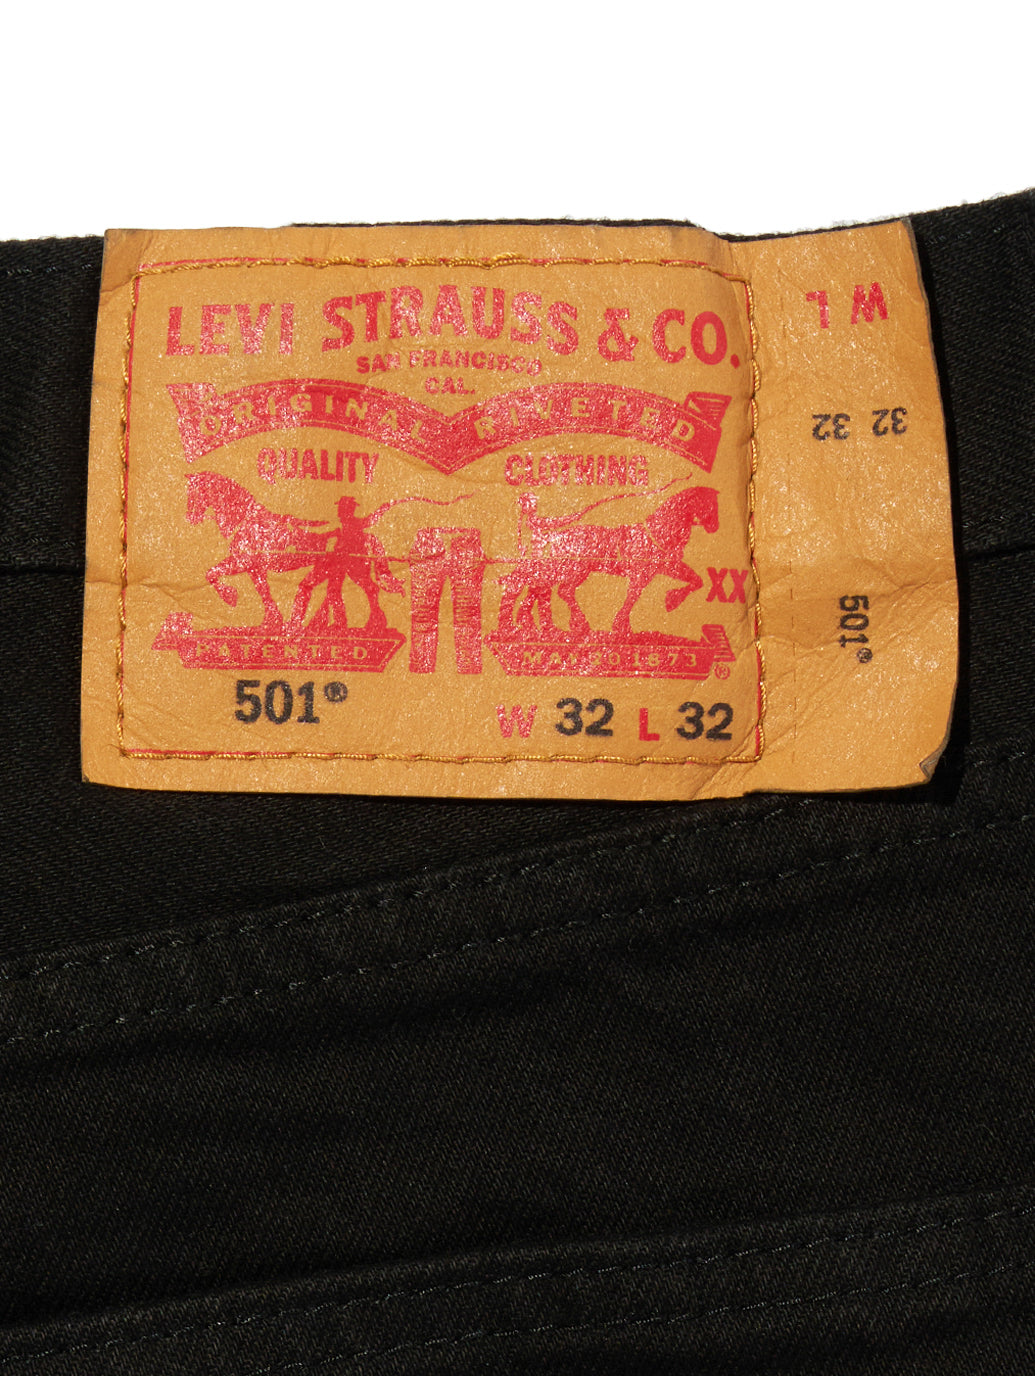 LEVI STRAUSS & CO.
SAN FRANCISCO
CAL.
ORIGINAL RIVETED
QUALITY CLOTHING
XX
PATENTED MAY 20 1873 ®
501® W 32 L 32
W L
32 32
501®